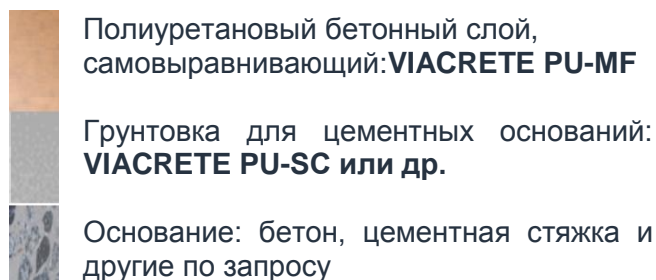 Полиуретановый бетонный слой,
самовыравнивающий:VIACRETE PU-MF
Грунтовка для цементных оснований:
VIACRETE PU-SC или др.
Основание: бетон, цементная стяжка и
другие по запросу